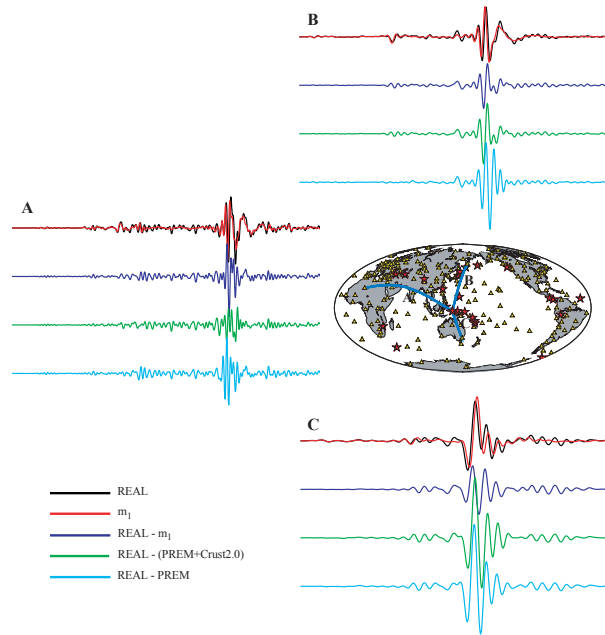 B
A
B
C
REAL
m1
REAL - m1
REAL - (PREM+Crust2.0)
REAL - PREM